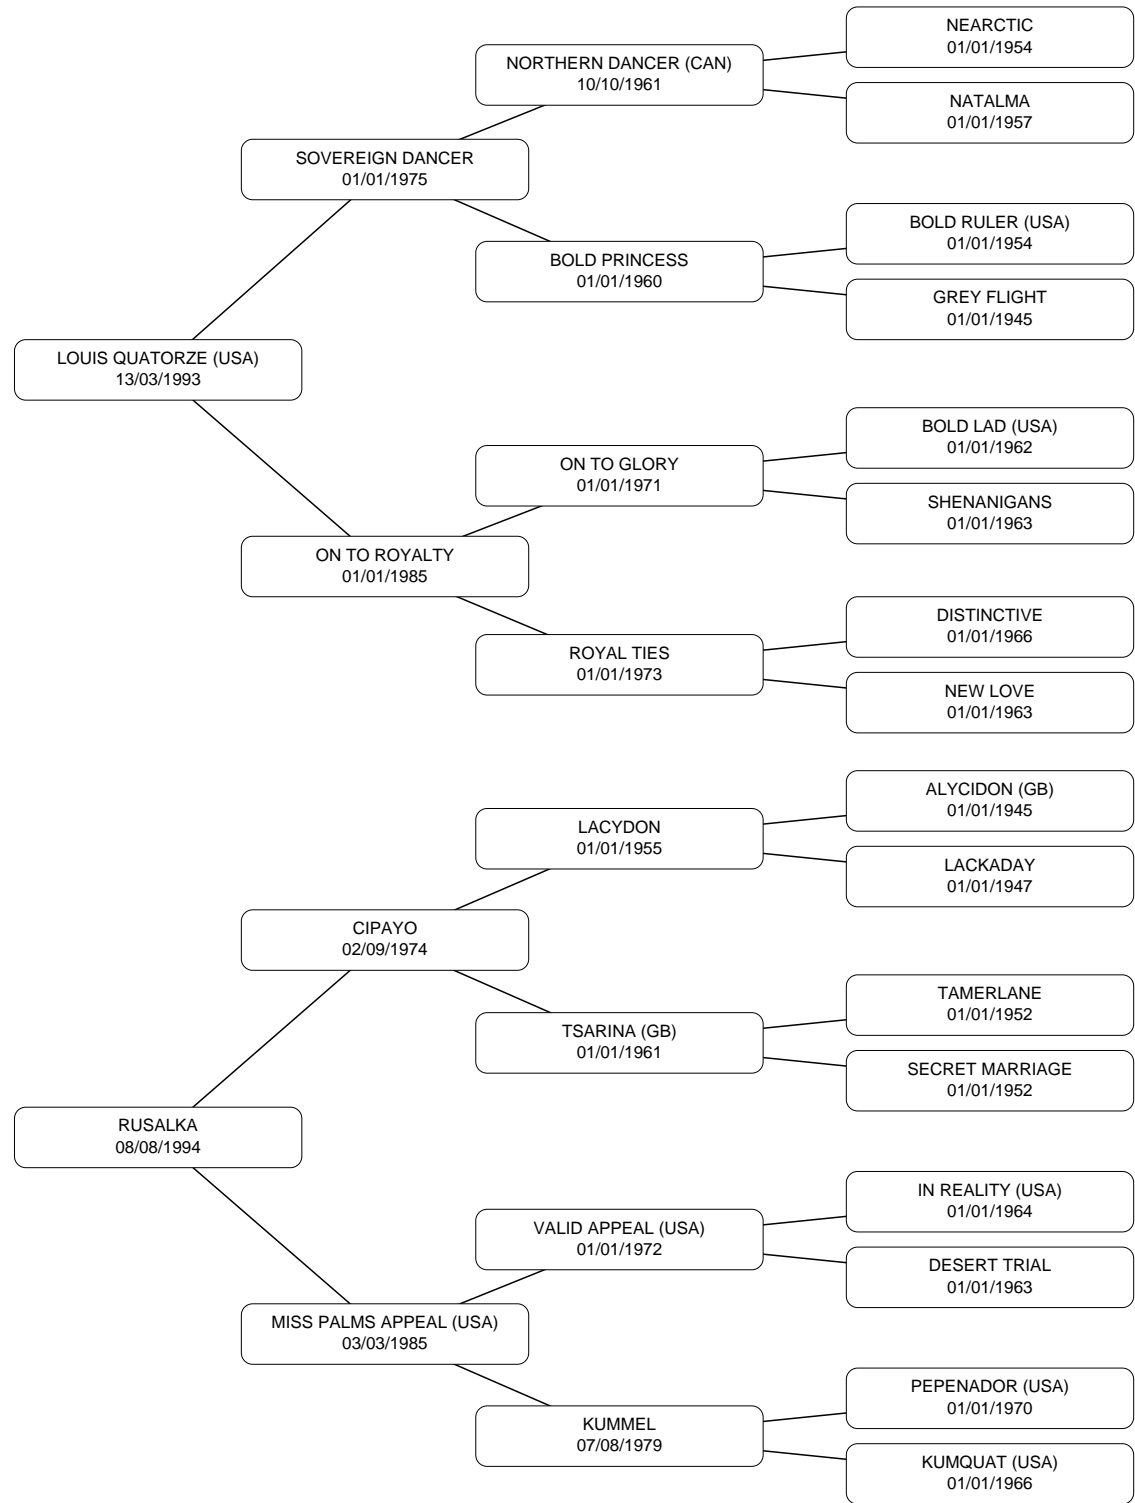 NEARCTIC
01/01/1954
NORTHERN DANCER (CAN)
10/10/1961
NATALMA
01/01/1957
SOVEREIGN DANCER
01/01/1975
BOLD RULER (USA)
01/01/1954
BOLD PRINCESS
01/01/1960
GREY FLIGHT
01/01/1945
LOUIS QUATORZE (USA)
13/03/1993
BOLD LAD (USA)
01/01/1962
ON TO GLORY
01/01/1971
SHENANIGANS
01/01/1963
ON TO ROYALTY
01/01/1985
DISTINCTIVE
01/01/1966
ROYAL TIES
01/01/1973
NEW LOVE
01/01/1963
ALYCIDON (GB)
01/01/1945
LACYDON
01/01/1955
LACKADAY
01/01/1947
CIPAYO
02/09/1974
TAMERLANE
01/01/1952
TSARINA (GB)
01/01/1961
SECRET MARRIAGE
01/01/1952
RUSALKA
08/08/1994
IN REALITY (USA)
01/01/1964
VALID APPEAL (USA)
01/01/1972
DESERT TRIAL
01/01/1963
MISS PALMS APPEAL (USA)
03/03/1985
PEPENADOR (USA)
01/01/1970
KUMMEL
07/08/1979
KUMQUAT (USA)
01/01/1966